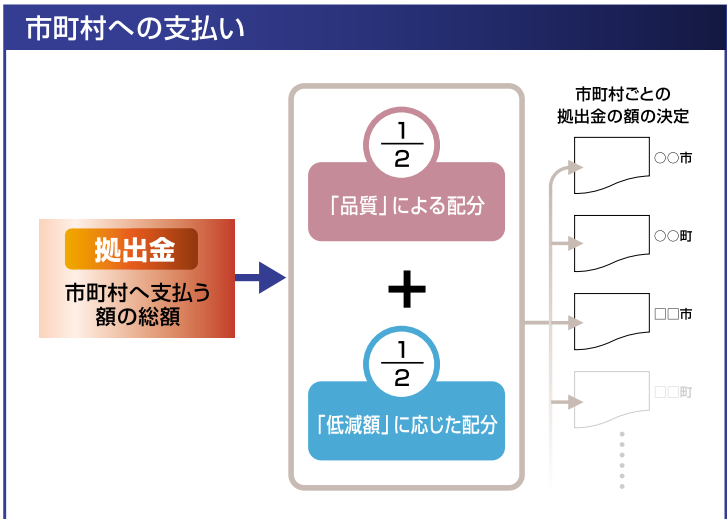 市町村への支払い
拠出金
市町村へ支払う
額の総額
1
2
「品質」による配分
+
1
2
「低減額」に応じた配分
市町村ごとの
拠出金の額の決定
○○市
○○町
□□市
□□町